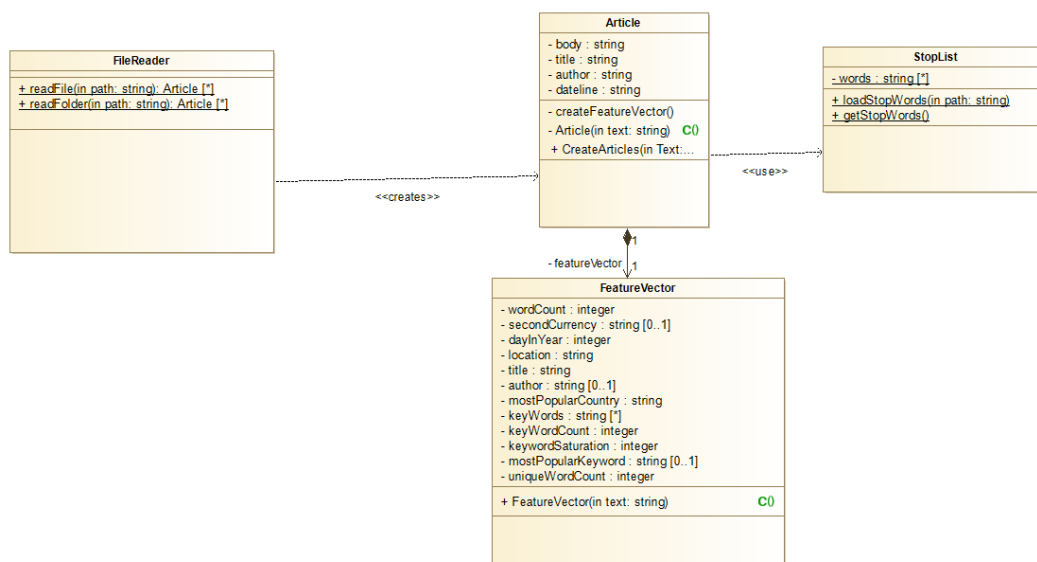 FileReader
+ readFile(in path: string): Article [*]
+ readFolder(in path: string): Article [*]
<<creates>>
Article
- body : string
- title : string
- author : string
- dateline : string
- createFeatureVector()
- Article(in text: string) C()
+ CreateArticles(in Text:...
<<use>>
StopList
- words : string [*]
+ loadStopWords(in path: string)
+ getStopWords()
1
- featureVector 1
FeatureVector
- wordCount : integer
- secondCurrency : string [0..1]
- dayInYear : integer
- location : string
- title : string
- author : string [0..1]
- mostPopularCountry : string
- keyWords : string [*]
- keyWordCount : integer
- keywordSaturation : integer
- mostPopularKeyword : string [0..1]
- uniqueWordCount : integer
+ FeatureVector(in text: string) C()